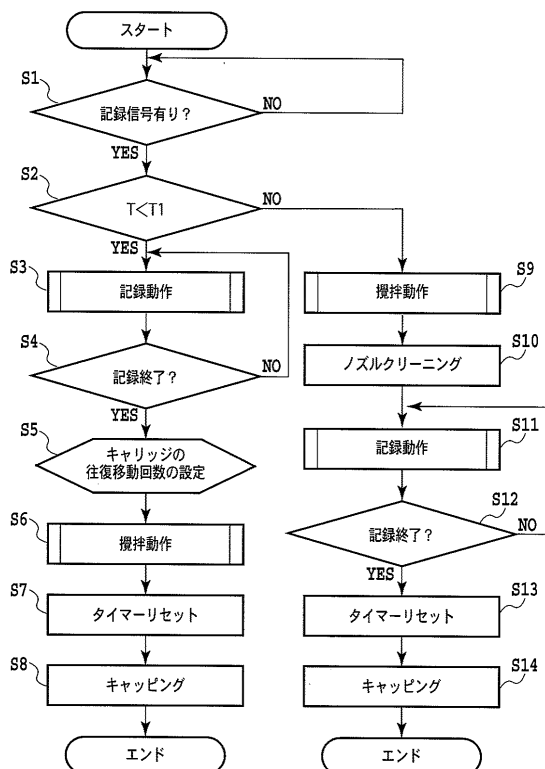 スタート
S1
記録信号有り？
NO
YES
S2
T＜T1
NO
YES
S3
記録動作
S4
記録終了？
NO
YES
S5
キャリッジの
往復移動回数の設定
S6
攪拌動作
S7
タイマーリセット
S8
キャッピング
エンド
S9
攪拌動作
S10
ノズルクリーニング
S11
記録動作
S12
記録終了？
NO
YES
S13
タイマーリセット
S14
キャッピング
エンド